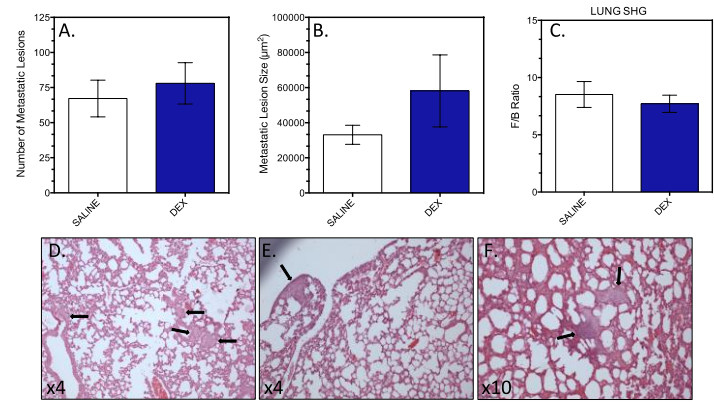 A.
Number of Metastatic Lesions
125
100
75
50
25
0
SALINE
DEX
B.
Metastatic Lesion Size (µm²)
100000
80000
60000
40000
20000
0
SALINE
DEX
LUNG SHG
C.
F/B Ratio
15
10
5
0
SALINE
DEX
D.
x4
E.
x4
F.
x10